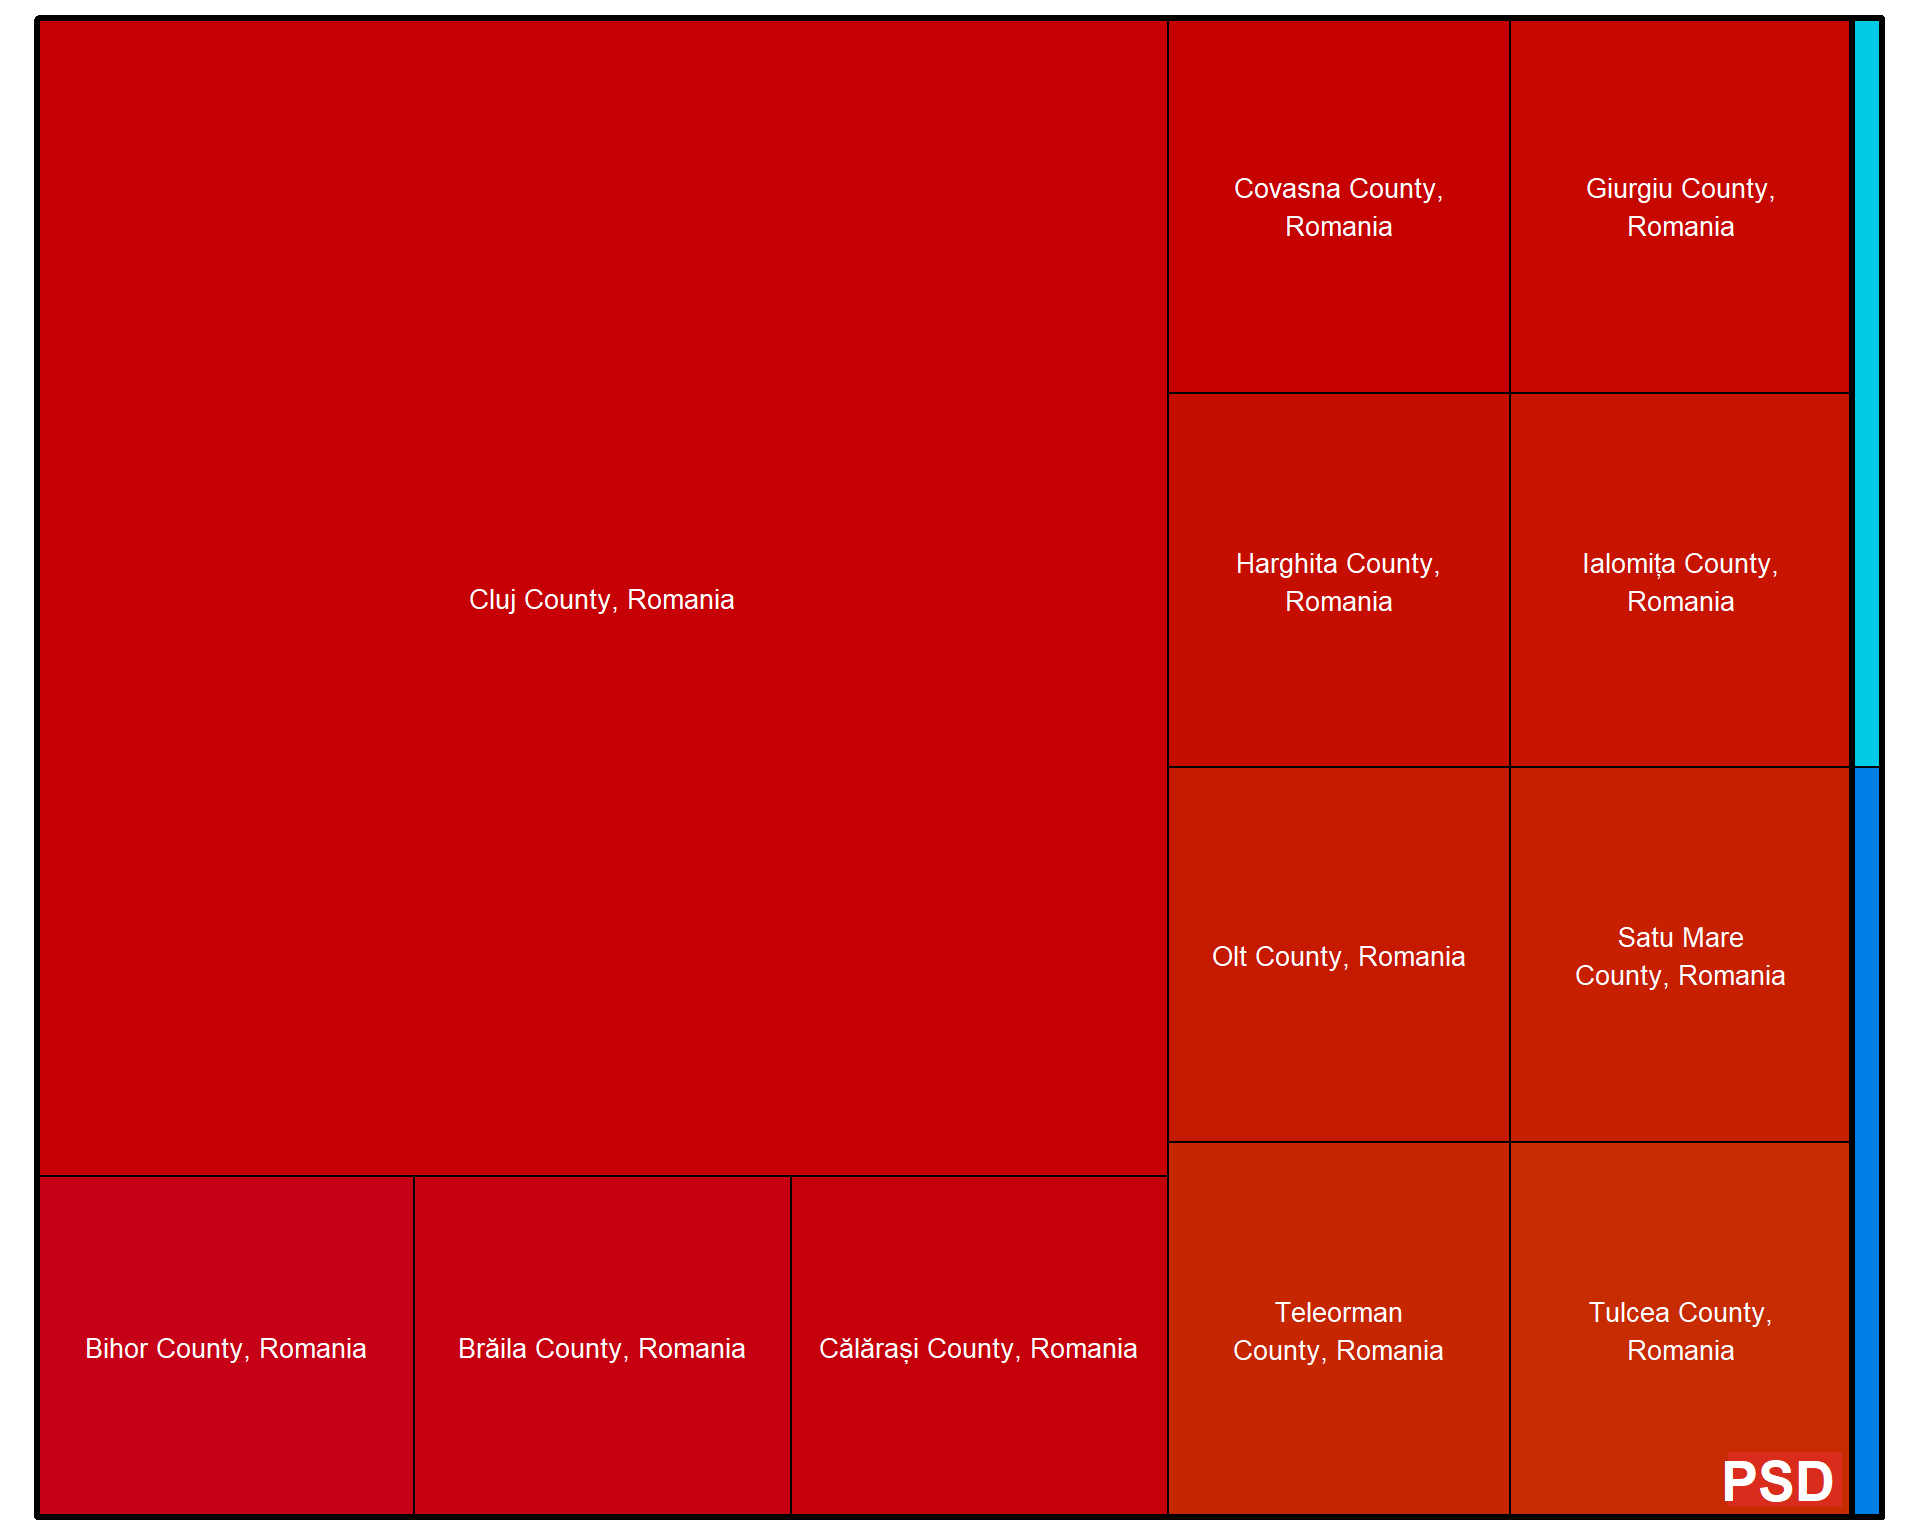 Cluj County, Romania
Covasna County,
Romania
Giurgiu County,
Romania
Harghita County,
Romania
Ialomița County,
Romania
Olt County, Romania
Satu Mare
County, Romania
Bihor County, Romania
Brăila County, Romania
Călărași County, Romania
Teleorman
County, Romania
Tulcea County,
Romania
PSD